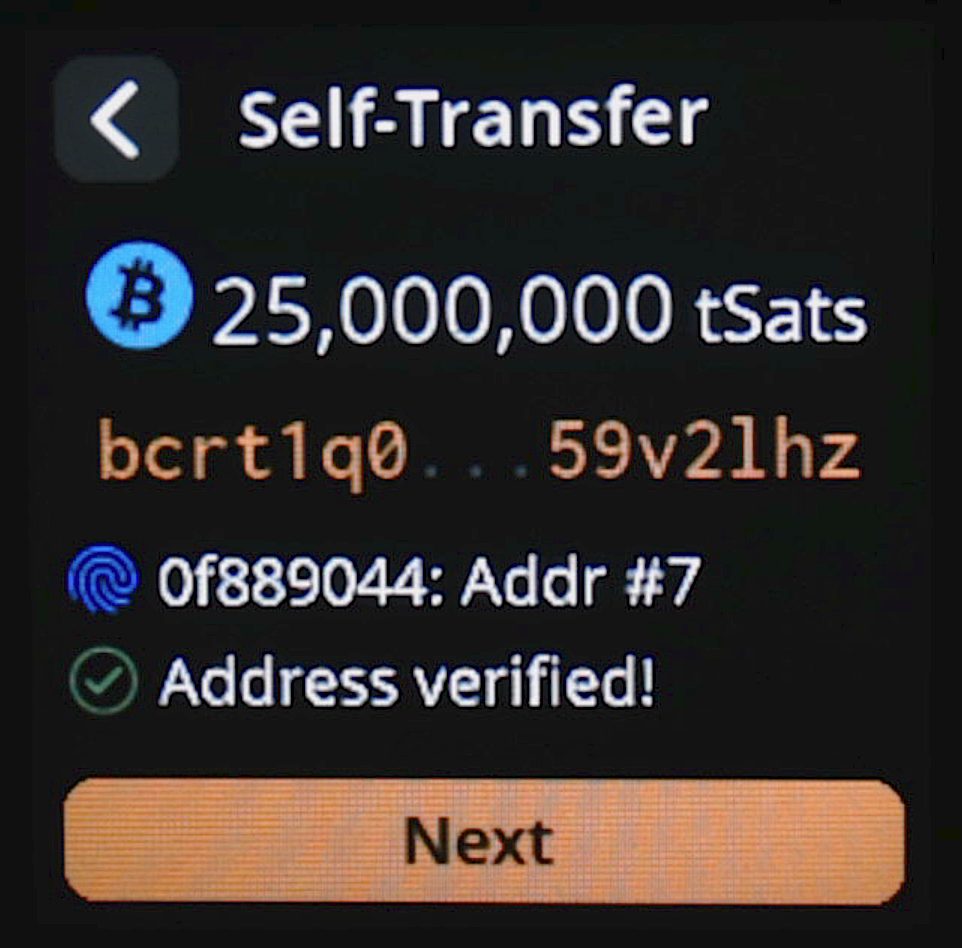 Self-Transfer
25,000,000 tSats
bcrt1q0...59v2lhz
0f889044: Addr #7
Address verified!
Next